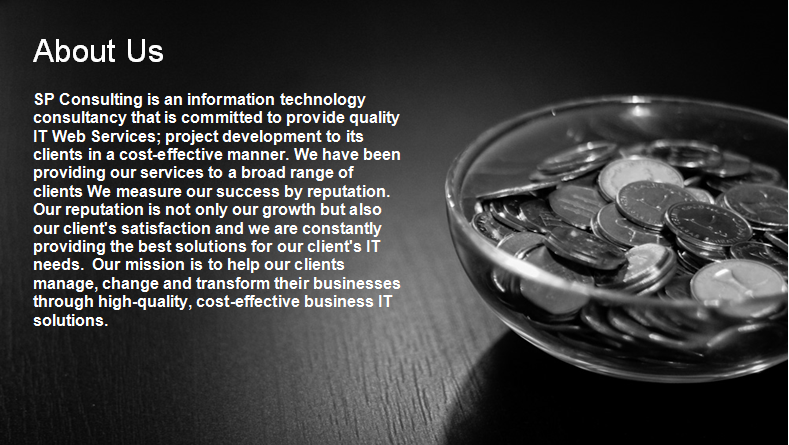 About Us
SP Consulting is an information technology
consultancy that is committed to provide quality
IT Web Services; project development to its
clients in a cost-effective manner. We have been
providing our services to a broad range of
clients We measure our success by reputation.
Our reputation is not only our growth but also
our client's satisfaction and we are constantly
providing the best solutions for our client's IT
needs.  Our mission is to help our clients
manage, change and transform their businesses
through high-quality, cost-effective business IT
solutions.